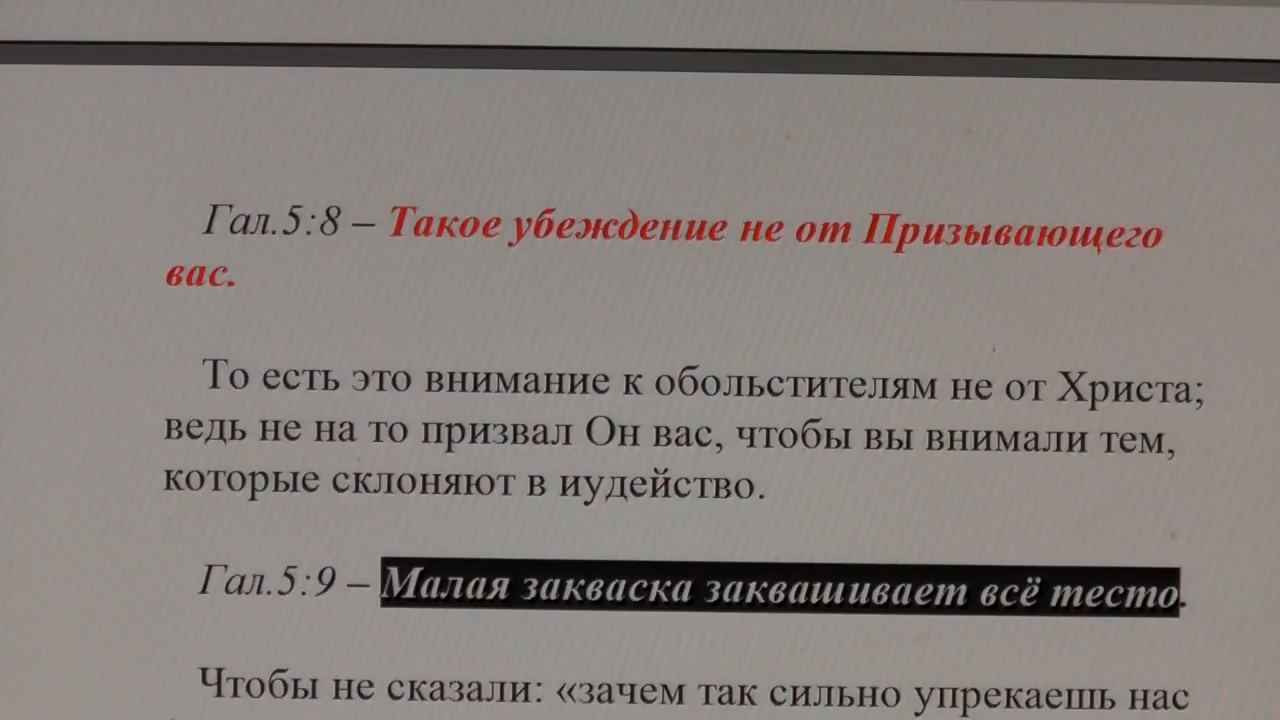 Гал.5:8 – Такое убеждение не от Призывающего
вас.
То есть это внимание к обольстителям не от Христа;
ведь не на то призвал Он вас, чтобы вы внимали тем,
которые склоняют в иудейство.
Гал.5:9 – Малая закваска заквашивает всё тесто.
Чтобы не сказали: «зачем так сильно упрекаешь нас